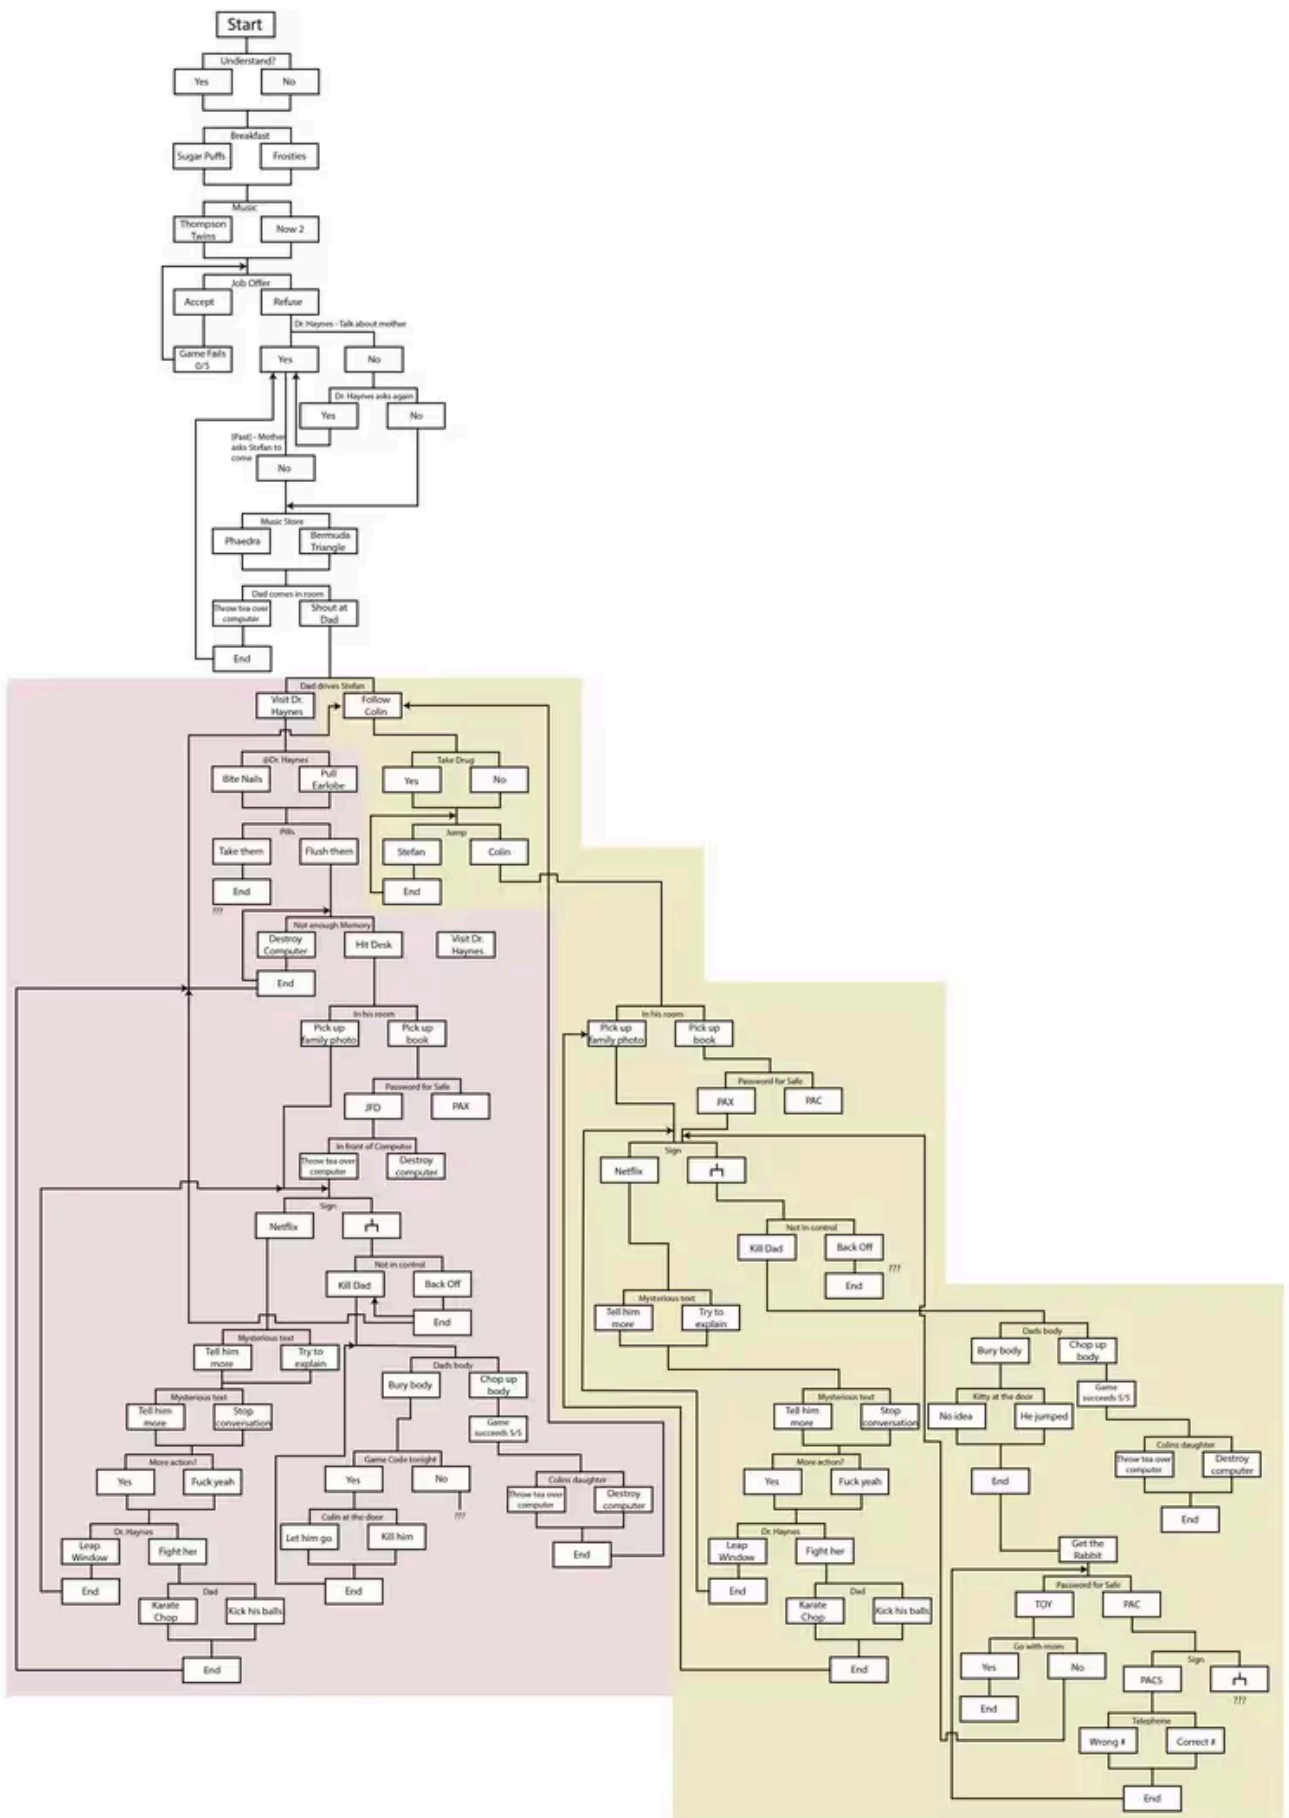 Start
Understand?
Yes
No
Breakfast
Sugar Puffs
Frosties
Music
Thompson
Twins
Now 2
Job Offer
Accept
Refuse
Dr. Haynes - Talk about mother
Game Fails
0/5
Yes
No
Dr. Haynes asks again
Yes
No
[Past] - Mother
asks Stefan to
come
No
Music Store
Phaedra
Bermuda
Triangle
Dad comes in room
Throw tea over
computer
Shout at
Dad
End
Dad drives Stefan
Visit Dr.
Haynes
Follow
Colin
@Dr. Haynes
Bite Nails
Pull
Earlobe
Take Drug
Yes
No
Pills
Take them
Flush them
End
???
Jump
Stefan
Colin
End
Not enough Memory
Destroy
Computer
Hit Desk
Visit Dr.
Haynes
End
In his room
Pick up
family photo
Pick up
book
Password for Safe
JFD
PAX
In front of Computer
Throw tea over
computer
Destroy
computer
Sign
Netflix
Not in control
Kill Dad
Back Off
End
Mysterious text
Tell him
more
Try to
explain
Mysterious text
Tell him
more
Stop
conversation
More action?
Yes
Fuck yeah
Dr. Haynes
Leap
Window
Fight her
End
Dad
Karate
Chop
Kick his balls
End
Dads body
Bury body
Chop up
body
Game
succeeds 5/5
Game Code tonight
Yes
No
???
Colin at the door
Let him go
Kill him
End
Colins daughter
Throw tea over
computer
Destroy
computer
End
In his room
Pick up
family photo
Pick up
book
Password for Safe
PAX
PAC
Sign
Netflix
Not in control
Kill Dad
Back Off
???
End
Mysterious text
Tell him
more
Try to
explain
Mysterious text
Tell him
more
Stop
conversation
More action?
Yes
Fuck yeah
Dr. Haynes
Leap
Window
Fight her
End
Dad
Karate
Chop
Kick his balls
End
Dads body
Bury body
Chop up
body
Game
succeeds 5/5
Kitty at the door
No idea
He jumped
End
Colins daughter
Throw tea over
computer
Destroy
computer
End
Get the
Rabbit
Password for Safe
TOY
PAC
Go with mom
Yes
No
End
Sign
PACS
???
Telephone
Wrong #
Correct #
End